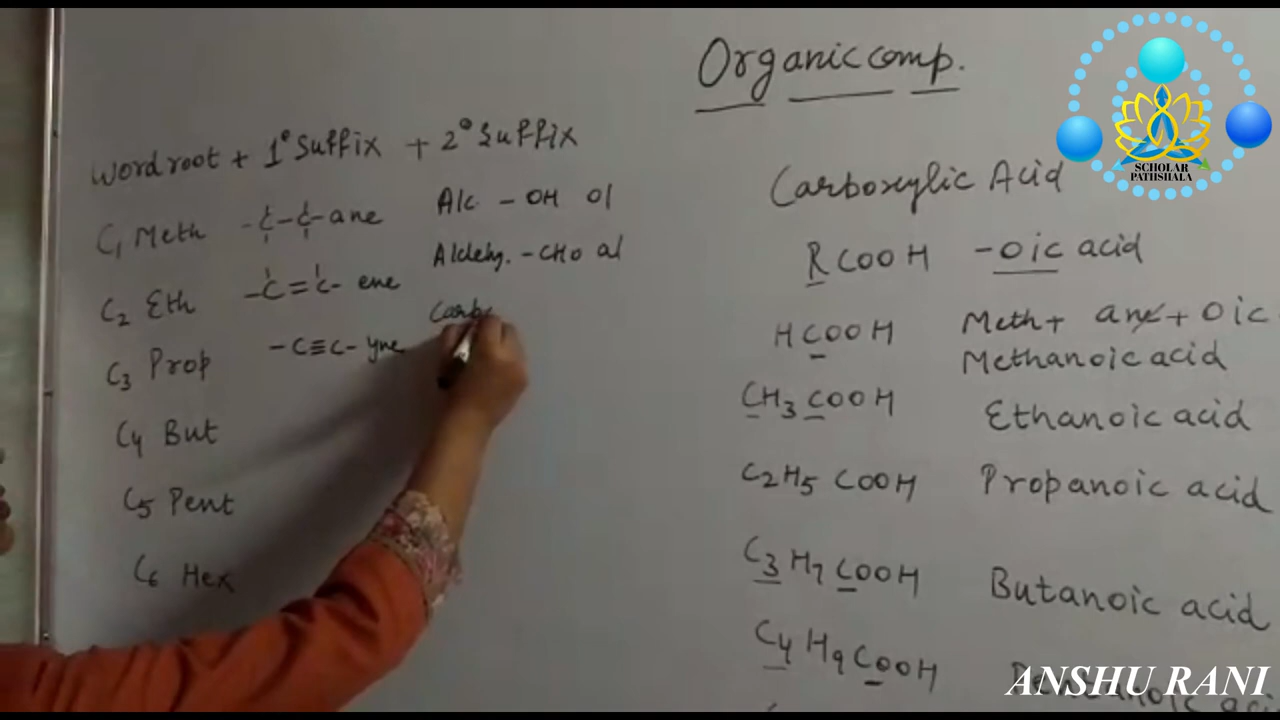 Organic comp.
SCHOLAR
PATHSHALA
Word root + 1° Suffix + 2° Suffix
C1 Meth -C-C- ane Alc - OH ol
C2 Eth -C=C- ene Aldehy. - CHO al
C3 Prop -C≡C- yne Carb
C4 But
C5 Pent
C6 Hex
Carboxylic Acid
RCOOH -oic acid
HCOOH Meth + ane + oic
Methanoic acid
CH3COOH Ethanoic acid
C2H5COOH Propanoic acid
C3H7COOH Butanoic acid
C4H9COOH
ANSHU RANI